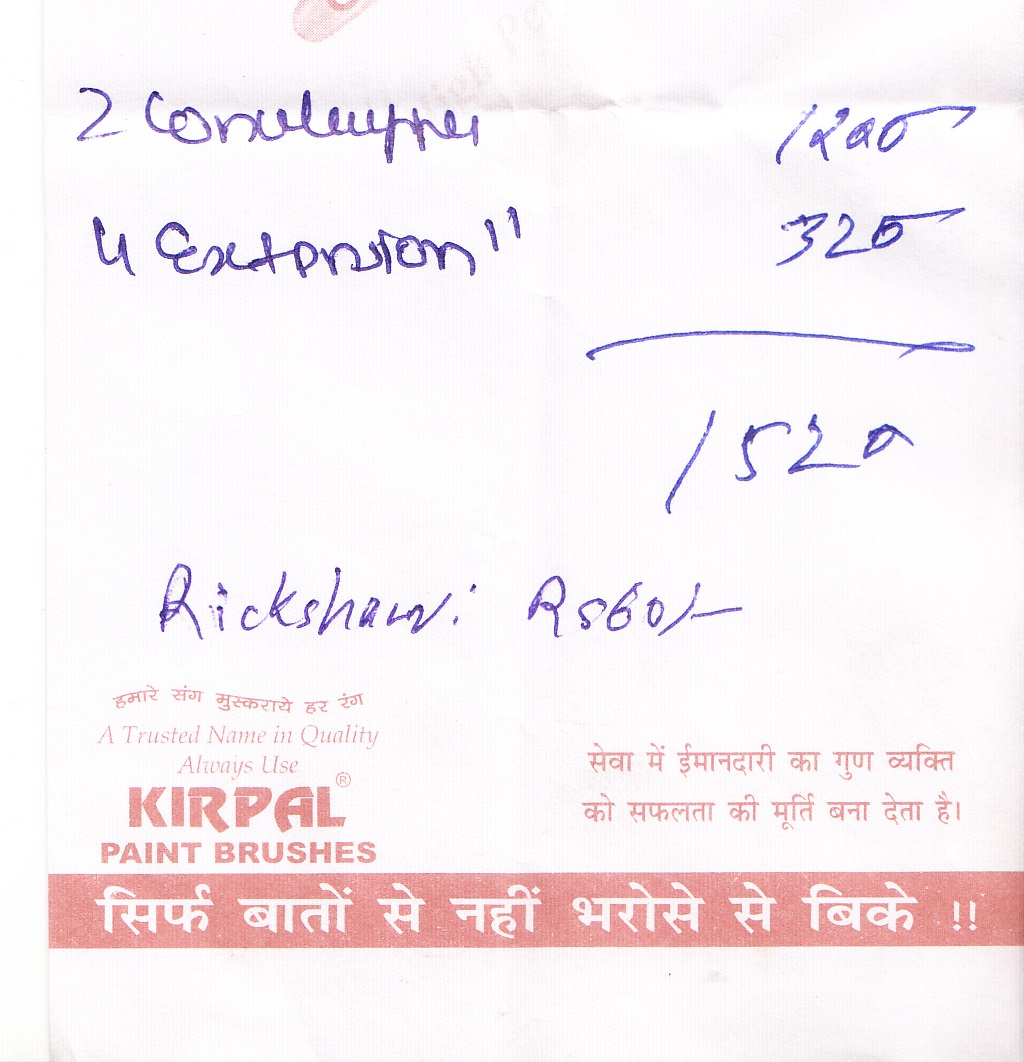 2 1200
4 Extension" 320
1520
Rickshaw: Rs60/-
हमारे संग मुस्कराये हर रंग
A Trusted Name in Quality
Always Use
KIRPAL®
PAINT BRUSHES
सेवा में ईमानदारी का गुण व्यक्ति
को सफलता की मूर्ति बना देता है।
सिर्फ बातों से नहीं भरोसे से बिके !!